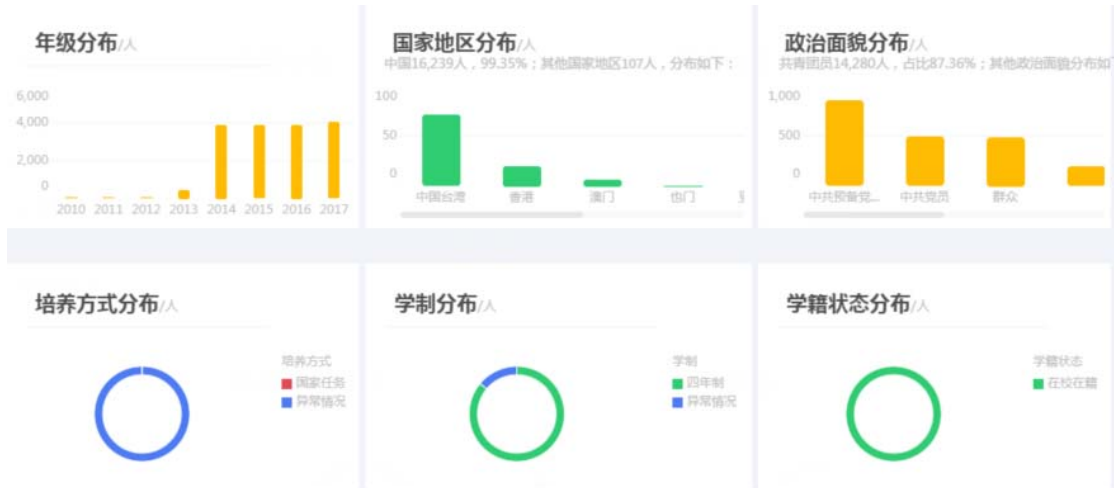 年级分布/人
6,000
4,000
2,000
0
2010 2011 2012 2013 2014 2015 2016 2017
国家地区分布/人
中国16,239人，99.35%；其他国家地区107人，分布如下：
100
50
0
中国台湾 香港 澳门 也门
政治面貌分布/人
共青团员14,280人，占比87.36%；其他政治面貌分布如
1,000
500
0
中共预备党... 中共党员 群众
培养方式分布/人
培养方式
国家任务
异常情况
学制分布/人
学制
四年制
异常情况
学籍状态分布/人
学籍状态
在校在籍